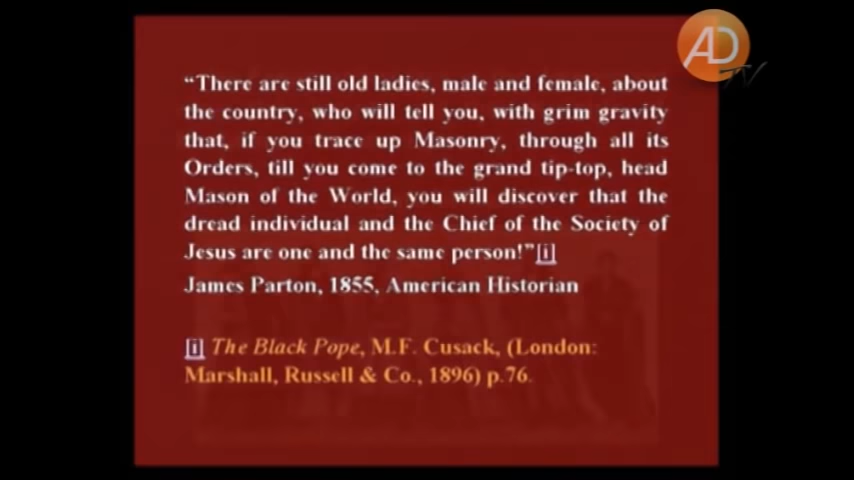 AD
TV
“There are still old ladies, male and female, about
the country, who will tell you, with grim gravity
that, if you trace up Masonry, through all its
Orders, till you come to the grand tip-top, head
Mason of the World, you will discover that the
dread individual and the Chief of the Society of
Jesus are one and the same person!”[i]
James Parton, 1855, American Historian
[i] The Black Pope, M.F. Cusack, (London:
Marshall, Russell & Co., 1896) p.76.